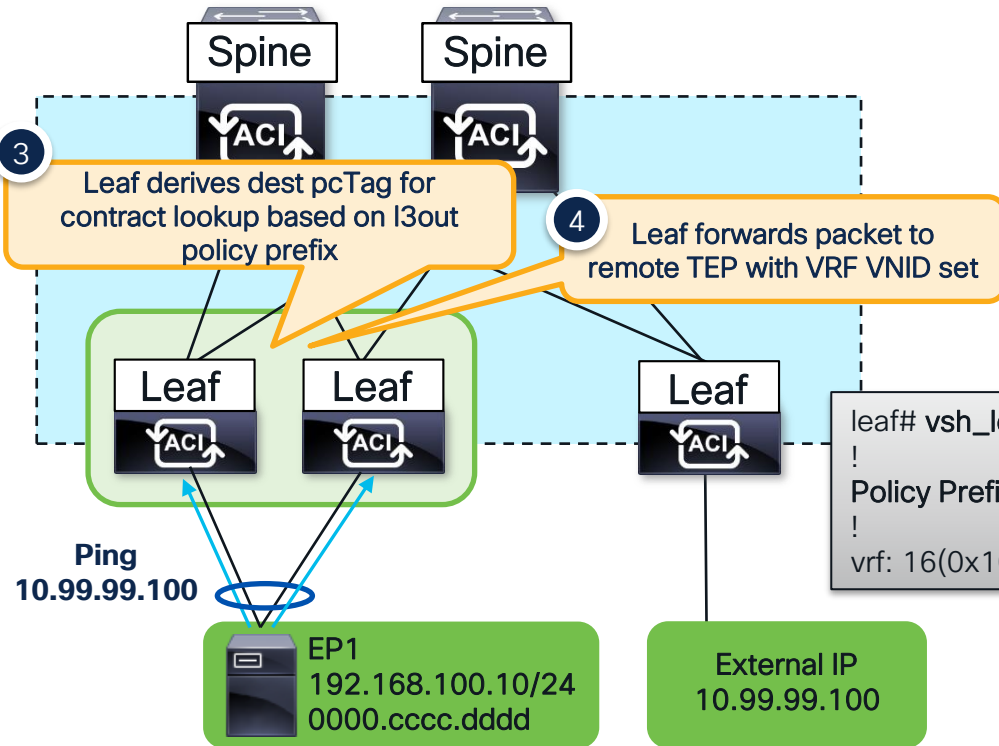 Spine
Spine
ACI
ACI
3
Leaf derives dest pcTag for
contract lookup based on l3out
policy prefix
4
Leaf forwards packet to
remote TEP with VRF VNID set
Leaf
Leaf
Leaf
ACI
ACI
ACI
leaf# 
!
Policy
!
vrf:
Ping
10.99.99.100
EP1
192.168.100.10/24
0000.cccc.dddd
External IP
10.99.99.100